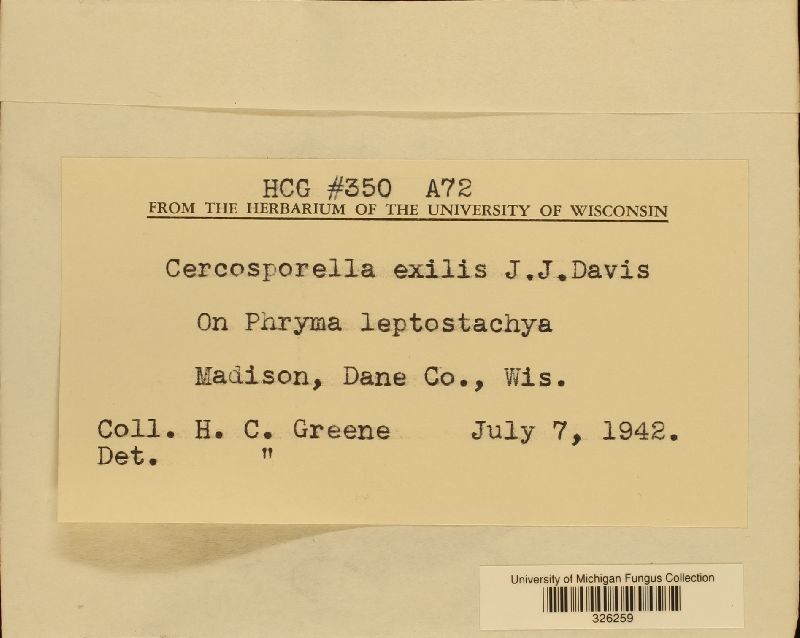 HCG #350 A72
FROM THE HERBARIUM OF THE UNIVERSITY OF WISCONSIN
Cercosporella exilis J.J.Davis
On Phryma leptostachya
Madison, Dane Co., Wis.
Coll. H. C. Greene July 7, 1942.
Det. "
University of Michigan Fungus Collection
326259